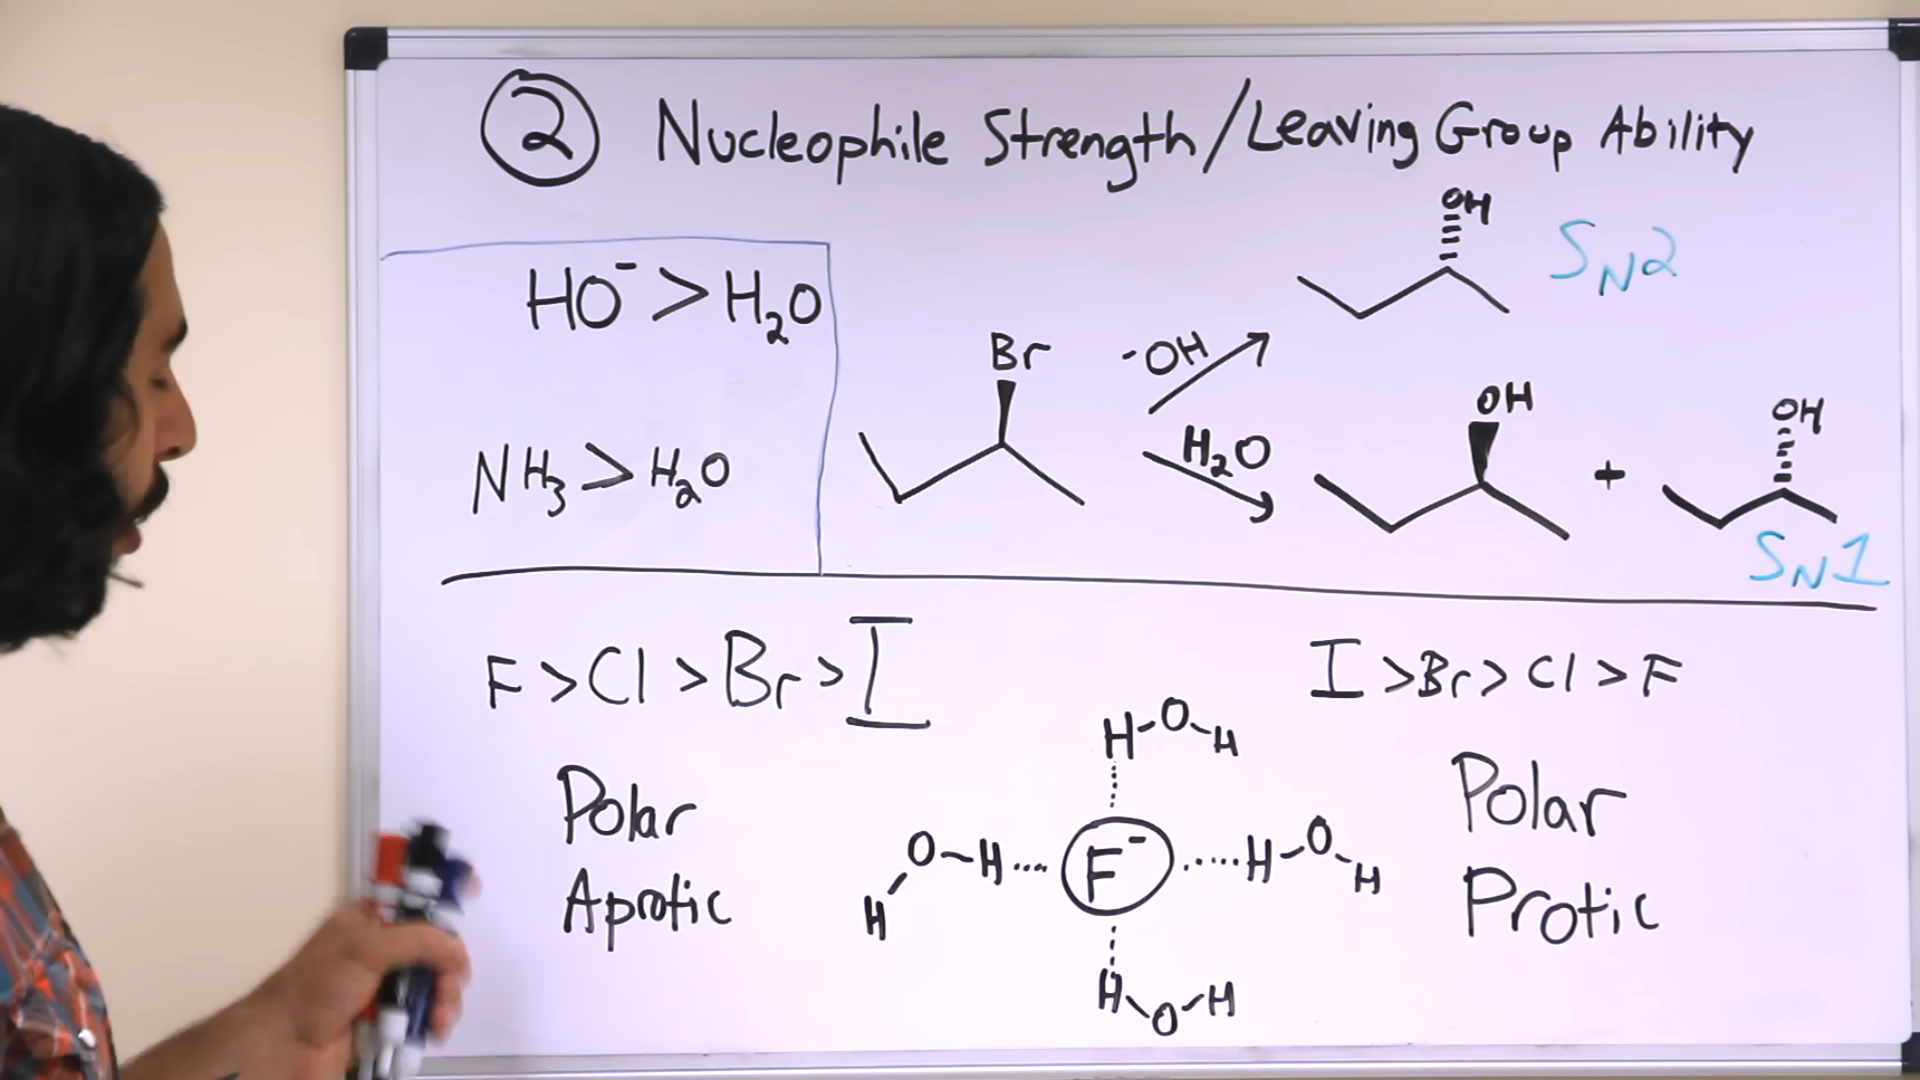 ② Nucleophile Strength/Leaving Group Ability
HO⁻ > H₂O
NH₃ > H₂O
Br
-OH
OH
SN2
H₂O
OH
+
OH
SN1
F > Cl > Br > I
I > Br > Cl > F
Polar
Aprotic
H-O-H
H-O-H
F⁻
H-O-H
H-O-H
Polar
Protic